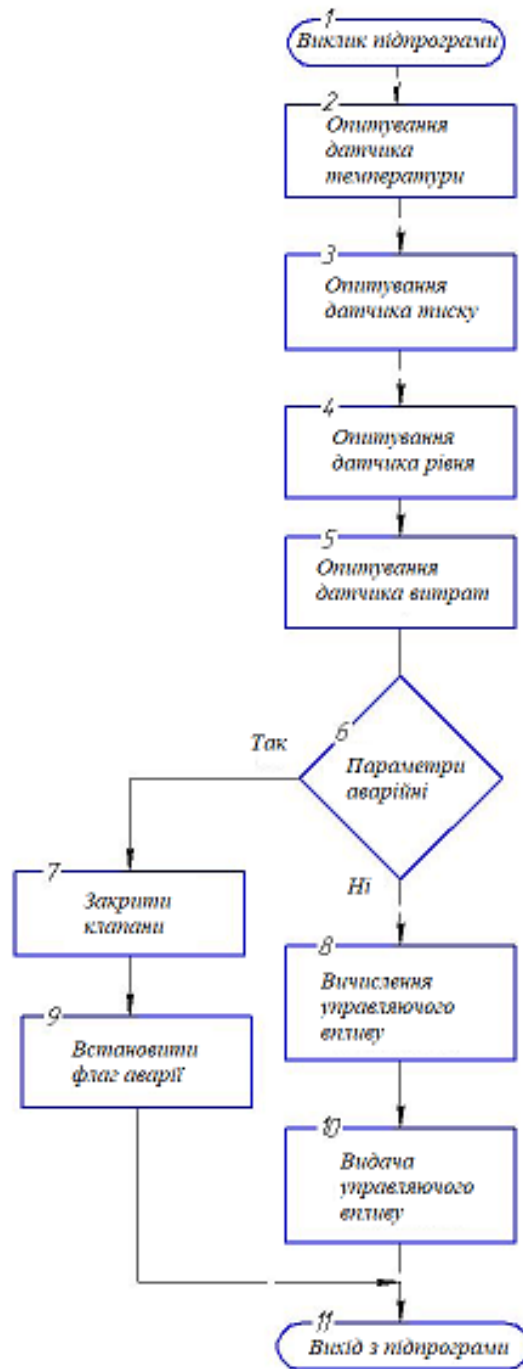 1
Виклик підпрограми
2
Опитування
датчика
температури
3
Опитування
датчика тиску
4
Опитування
датчика рівня
5
Опитування
датчика витрат
6
Параметри
аварійні
Так
Ні
7
Закрити
клапани
8
Вичислення
управляючого
впливу
9
Встановити
флаг аварії
10
Видача
управляючого
впливу
11
Вихід з підпрограми